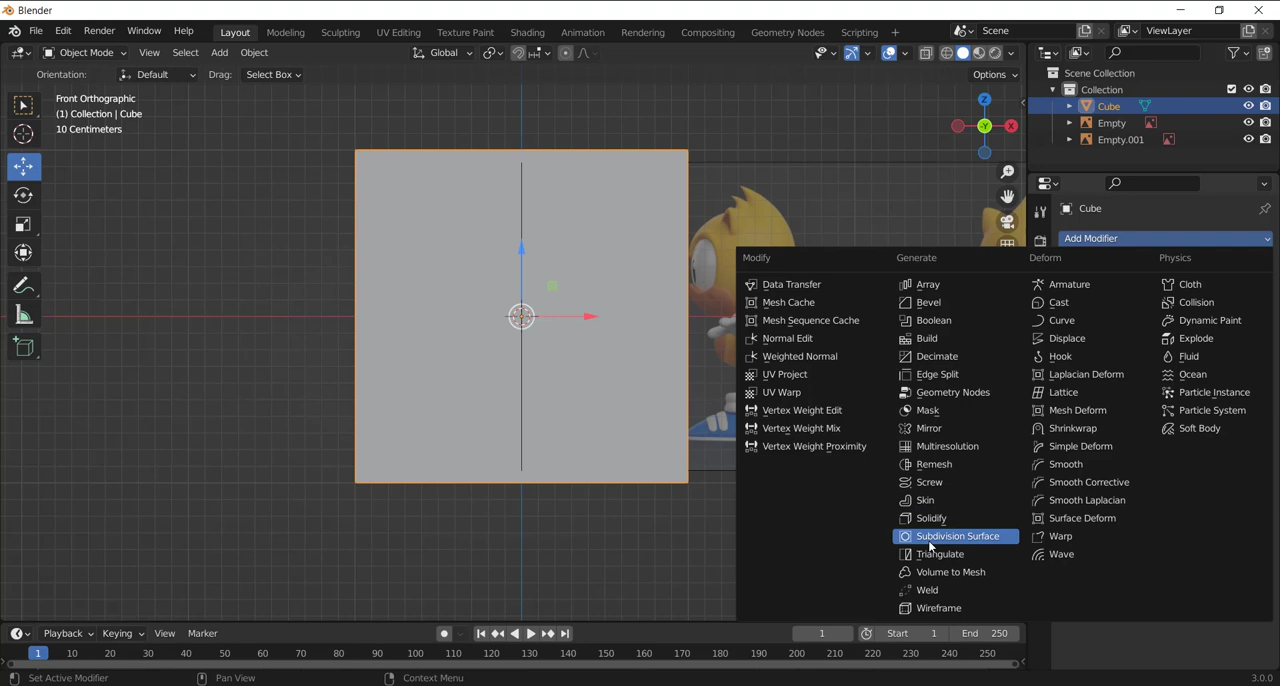 Blender
File Edit Render Window Help Layout Modeling Sculpting UV Editing Texture Paint Shading Animation Rendering Compositing Geometry Nodes Scripting + Scene ViewLayer
Object Mode View Select Add Object Global
Orientation: Default Drag: Select Box Options
Front Orthographic
(1) Collection | Cube
10 Centimeters
Z
-Y
X
Scene Collection
Collection
Cube
Empty
Empty.001
Cube
Add Modifier
Modify
Data Transfer
Mesh Cache
Mesh Sequence Cache
Normal Edit
Weighted Normal
UV Project
UV Warp
Vertex Weight Edit
Vertex Weight Mix
Vertex Weight Proximity
Generate
Array
Bevel
Boolean
Build
Decimate
Edge Split
Geometry Nodes
Mask
Mirror
Multiresolution
Remesh
Screw
Skin
Solidify
Subdivision Surface
Triangulate
Volume to Mesh
Weld
Wireframe
Deform
Armature
Cast
Curve
Displace
Hook
Laplacian Deform
Lattice
Mesh Deform
Shrinkwrap
Simple Deform
Smooth
Smooth Corrective
Smooth Laplacian
Surface Deform
Warp
Wave
Physics
Cloth
Collision
Dynamic Paint
Explode
Fluid
Ocean
Particle Instance
Particle System
Soft Body
Playback Keying View Marker 1 Start 1 End 250
1 10 20 30 40 50 60 70 80 90 100 110 120 130 140 150 160 170 180 190 200 210 220 230 240 250
Set Active Modifier Pan View Context Menu 3.0.0